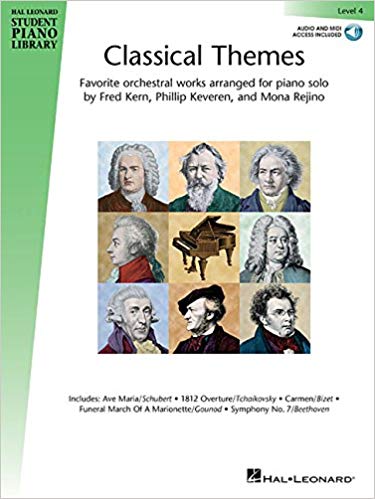 HAL LEONARD
STUDENT
PIANO
LIBRARY
Level 4
AUDIO AND MIDI
ACCESS INCLUDED
Classical Themes
Favorite orchestral works arranged for piano solo
by Fred Kern, Phillip Keveren, and Mona Rejino
Includes: Ave Maria/Schubert • 1812 Overture/Tchaikovsky • Carmen/Bizet •
Funeral March Of A Marionette/Gounod • Symphony No. 7/Beethoven
HAL•LEONARD®